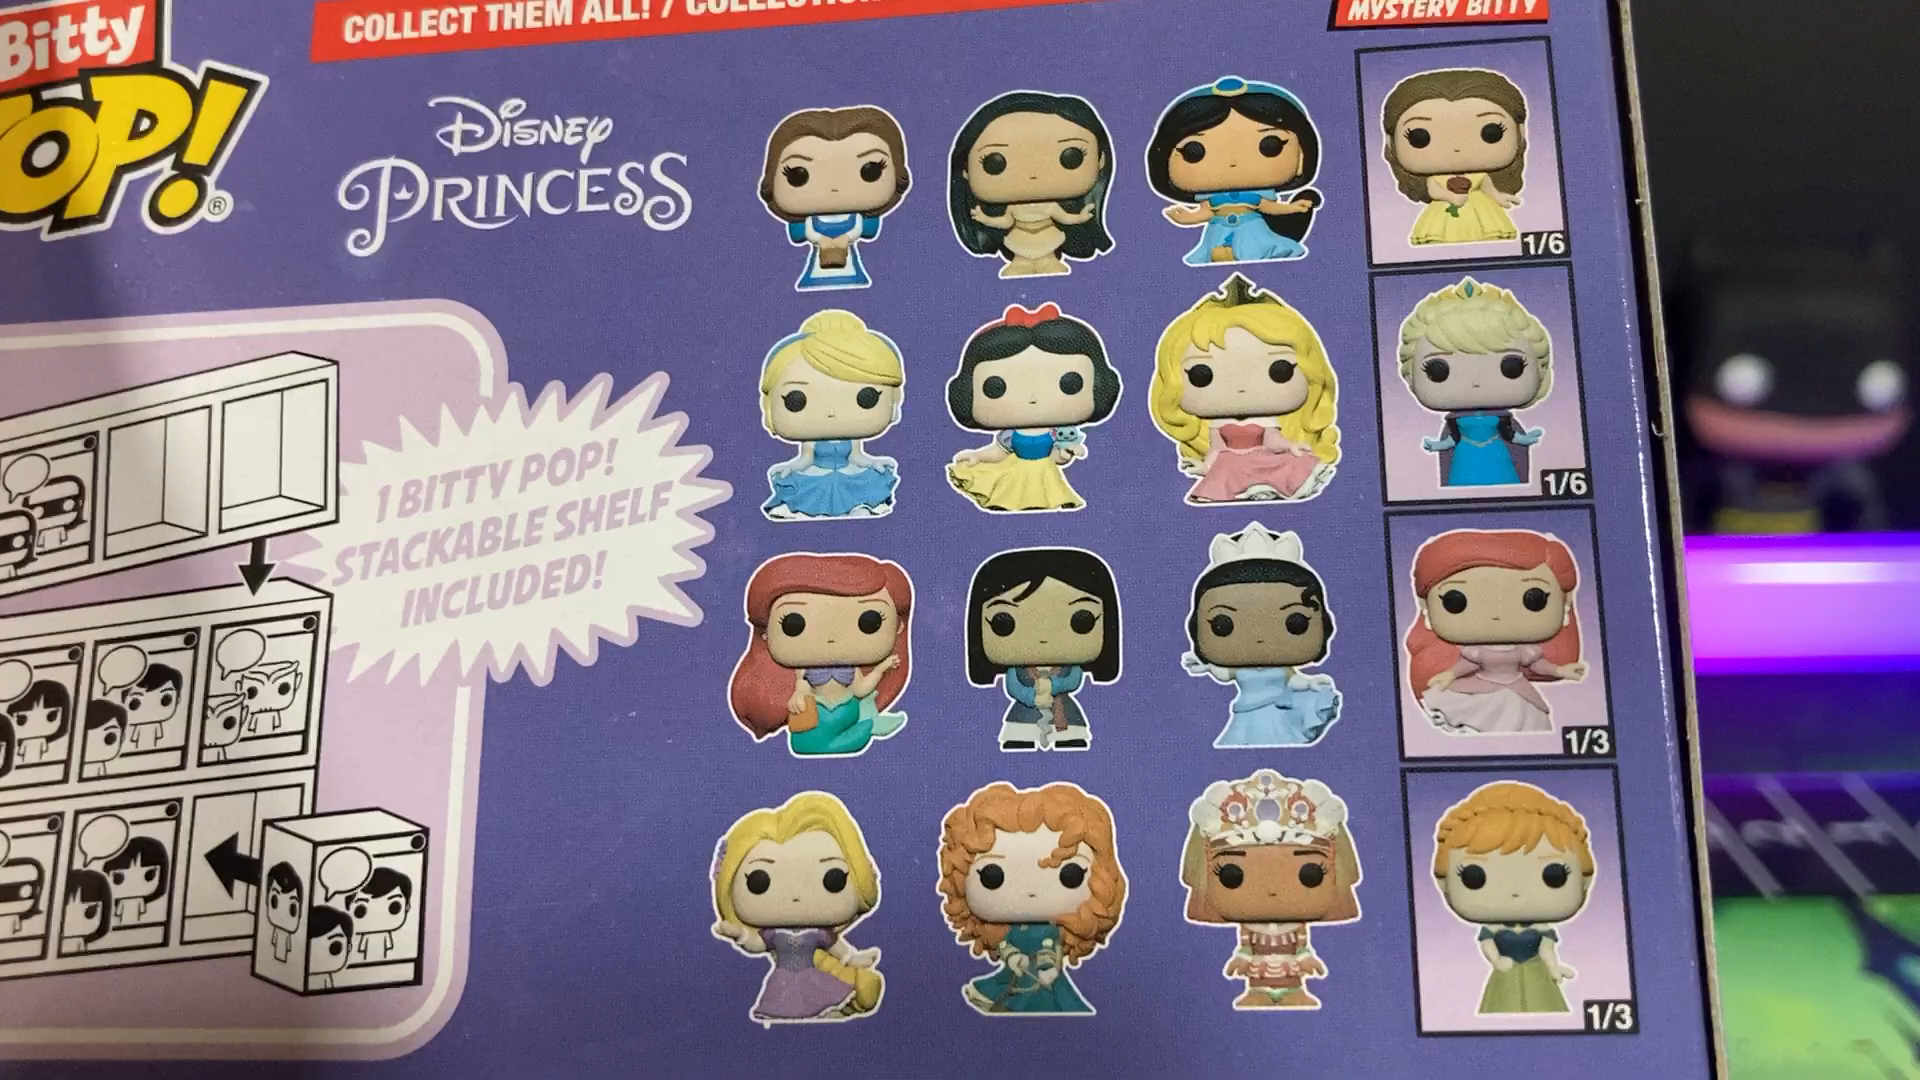 COLLECT THEM ALL! /
MYSTERY BITTY
Bitty
POP!®
Disney
PRINCESS
1/6
1/6
1 BITTY POP!
STACKABLE SHELF
INCLUDED!
1/3
1/3